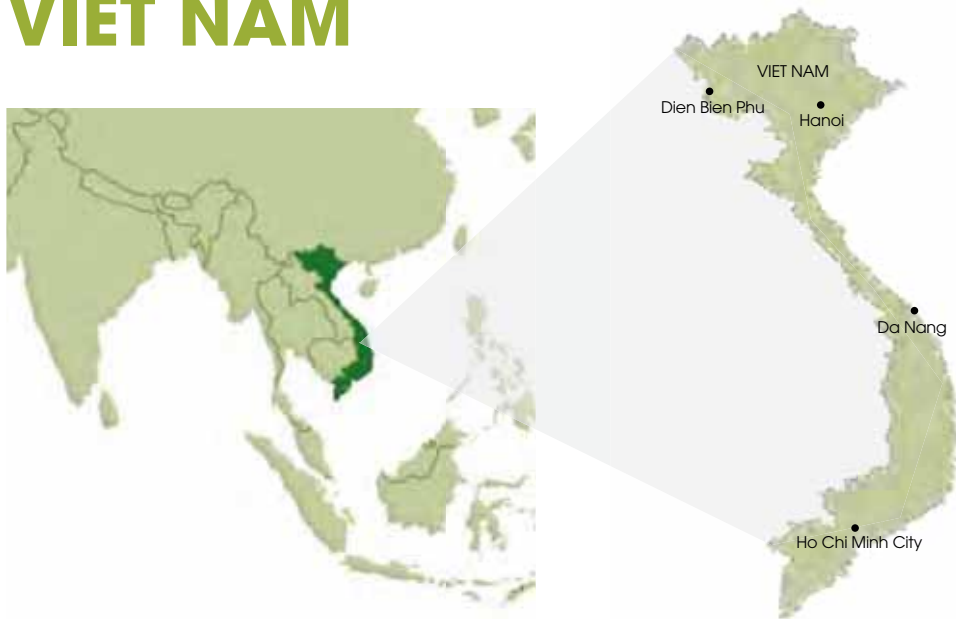 VIET NAM
VIET NAM
Dien Bien Phu
Hanoi
Da Nang
Ho Chi Minh City